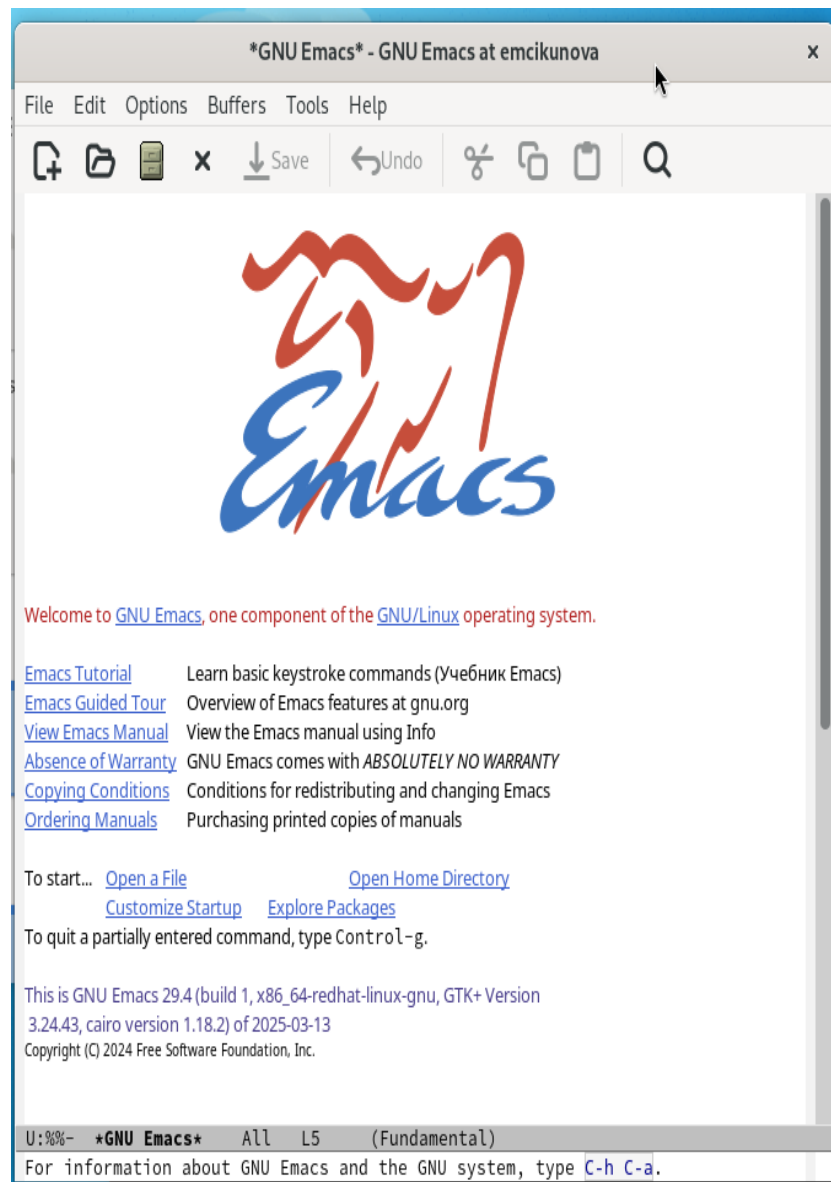 *GNU Emacs* - GNU Emacs at emcikunova
File Edit Options Buffers Tools Help
Save Undo
Emacs
Welcome to GNU Emacs, one component of the GNU/Linux operating system.
Emacs Tutorial Learn basic keystroke commands (Учебник Emacs)
Emacs Guided Tour Overview of Emacs features at gnu.org
View Emacs Manual View the Emacs manual using Info
Absence of Warranty GNU Emacs comes with ABSOLUTELY NO WARRANTY
Copying Conditions Conditions for redistributing and changing Emacs
Ordering Manuals Purchasing printed copies of manuals
To start... Open a File Open Home Directory
Customize Startup Explore Packages
To quit a partially entered command, type Control-g.
This is GNU Emacs 29.4 (build 1, x86_64-redhat-linux-gnu, GTK+ Version
3.24.43, cairo version 1.18.2) of 2025-03-13
Copyright (C) 2024 Free Software Foundation, Inc.
U:%%- *GNU Emacs* All L5 (Fundamental)
For information about GNU Emacs and the GNU system, type C-h C-a.